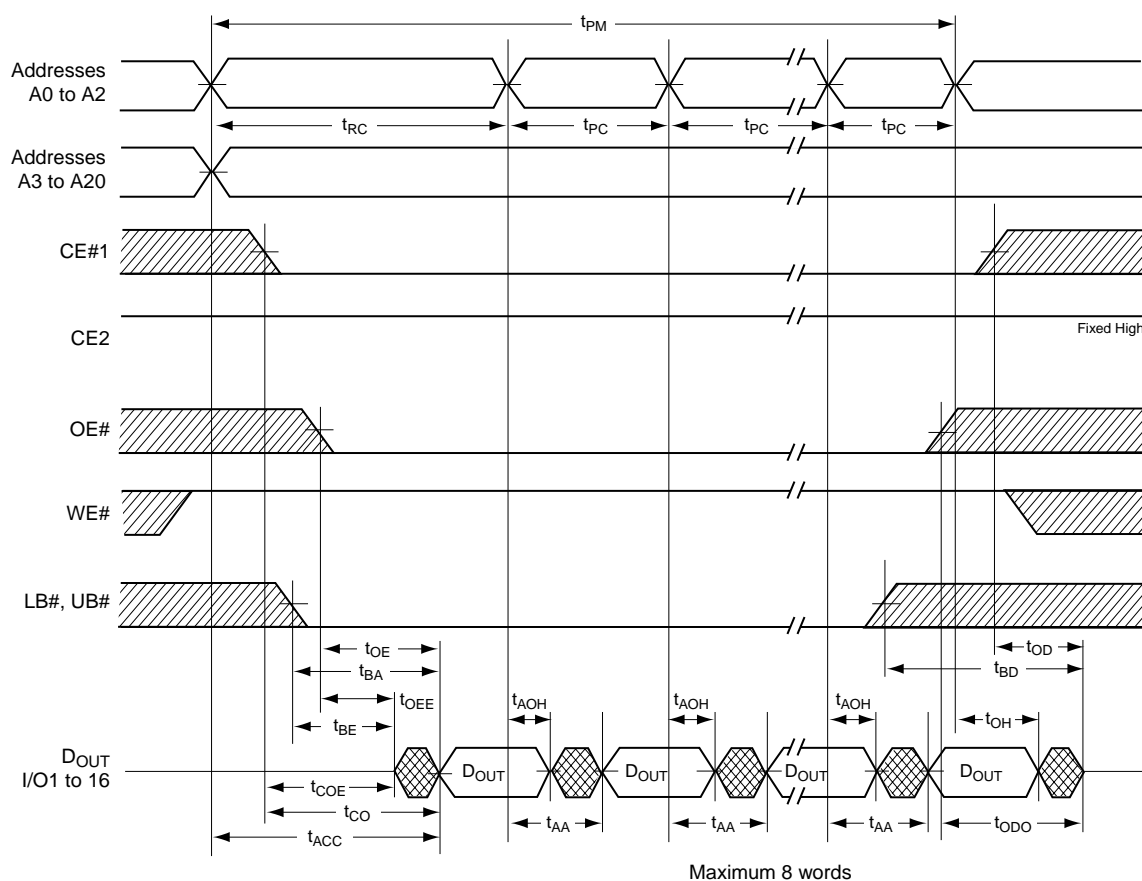 tPM
Addresses
A0 to A2
tRC tPC tPC tPC
Addresses
A3 to A20
CE#1
CE2
Fixed High
OE#
WE#
LB#, UB#
tOE tOD
tBA tBD
tOEE tAOH tAOH tAOH
tBE tOH
DOUT
I/O1 to 16
DOUT DOUT DOUT DOUT
tCOE
tCO tAA tAA tAA tODO
tACC
Maximum 8 words